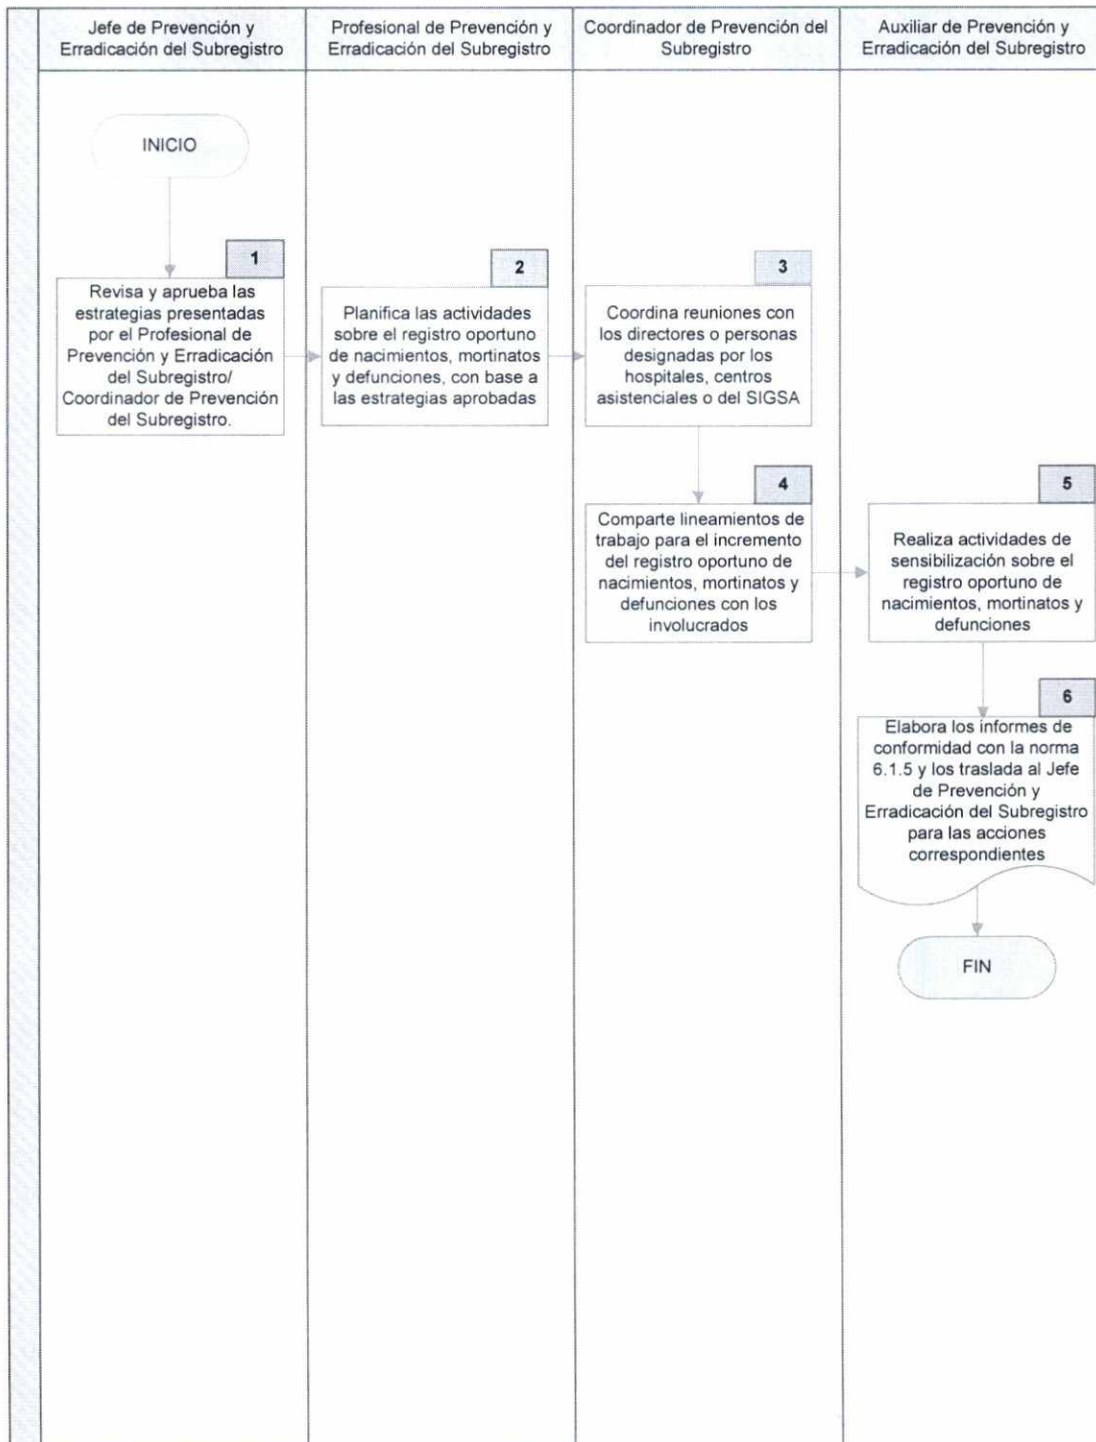 Jefe de Prevención y
Erradicación del Subregistro
Profesional de Prevención y
Erradicación del Subregistro
Coordinador de Prevención del
Subregistro
Auxiliar de Prevención y
Erradicación del Subregistro
INICIO
1
Revisa y aprueba las
estrategias presentadas
por el Profesional de
Prevención y Erradicación
del Subregistro/
Coordinador de Prevención
del Subregistro.
2
Planifica las actividades
sobre el registro oportuno
de nacimientos, mortinatos
y defunciones, con base a
las estrategias aprobadas
3
Coordina reuniones con
los directores o personas
designadas por los
hospitales, centros
asistenciales o del SIGSA
4
Comparte lineamientos de
trabajo para el incremento
del registro oportuno de
nacimientos, mortinatos y
defunciones con los
involucrados
5
Realiza actividades de
sensibilización sobre el
registro oportuno de
nacimientos, mortinatos y
defunciones
6
Elabora los informes de
conformidad con la norma
6.1.5 y los traslada al Jefe
de Prevención y
Erradicación del Subregistro
para las acciones
correspondientes
FIN